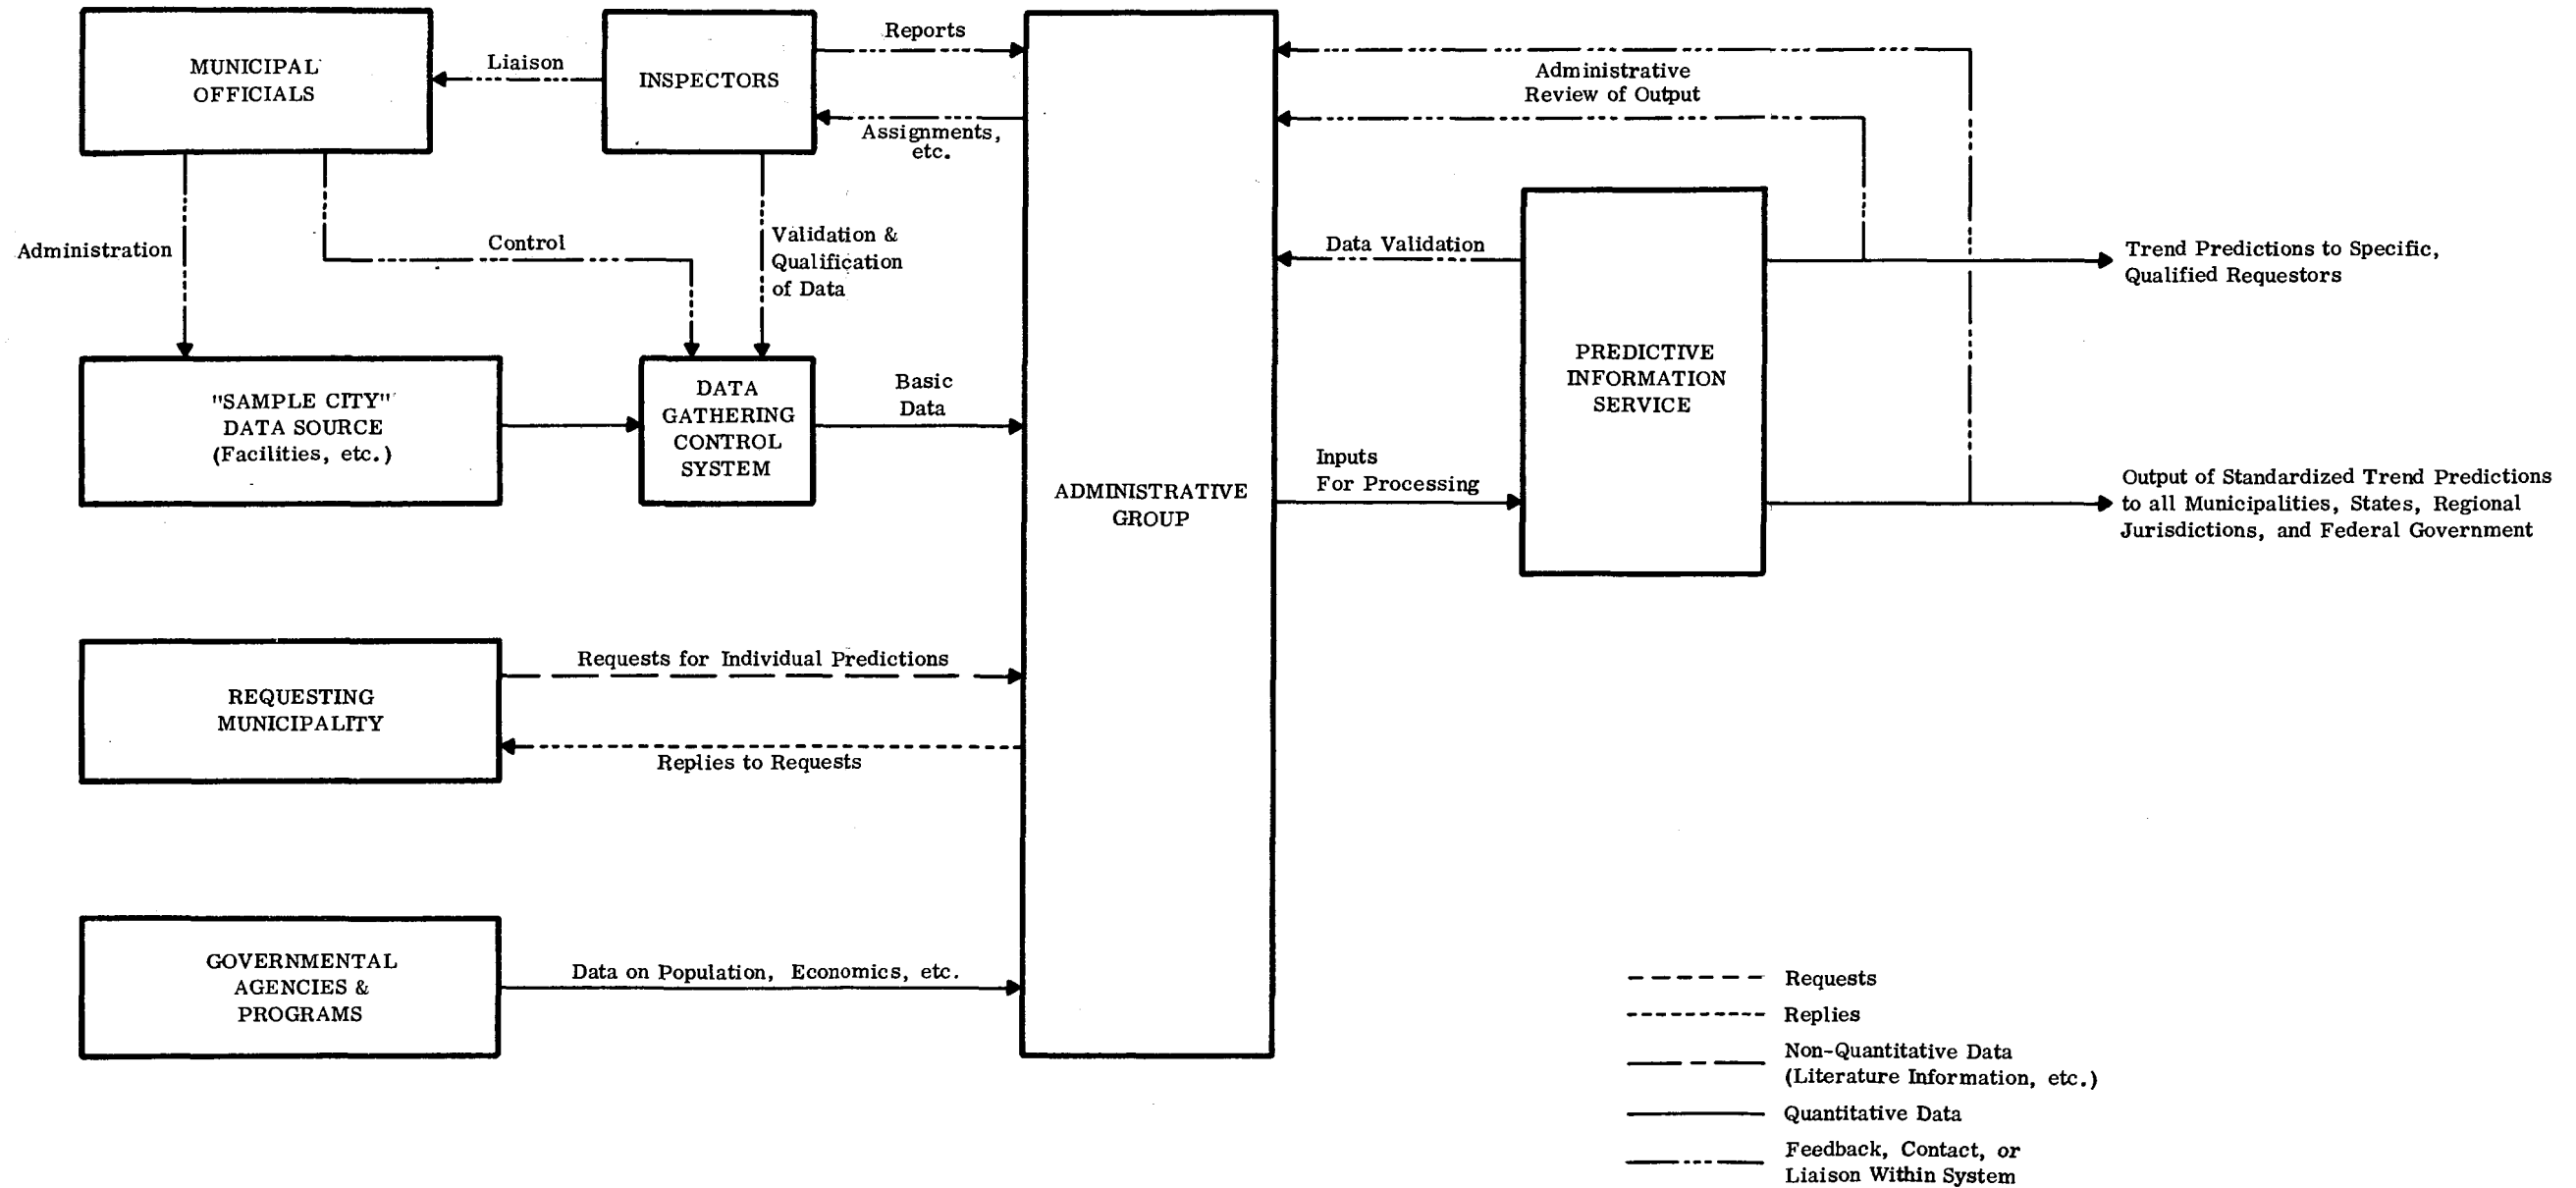 MUNICIPAL
OFFICIALS
Liaison
INSPECTORS
Reports
Assignments,
etc.
Administrative
Review of Output
Administration
Control
Validation &
Qualification
of Data
Data Validation
Trend Predictions to Specific,
Qualified Requestors
"SAMPLE CITY"
DATA SOURCE
(Facilities, etc.)
DATA
GATHERING
CONTROL
SYSTEM
Basic
Data
ADMINISTRATIVE
GROUP
Inputs
For Processing
PREDICTIVE
INFORMATION
SERVICE
Output of Standardized Trend Predictions
to all Municipalities, States, Regional
Jurisdictions, and Federal Government
REQUESTING
MUNICIPALITY
Requests for Individual Predictions
Replies to Requests
GOVERNMENTAL
AGENCIES &
PROGRAMS
Data on Population, Economics, etc.
Requests
Replies
Non-Quantitative Data
(Literature Information, etc.)
Quantitative Data
Feedback, Contact, or
Liaison Within System